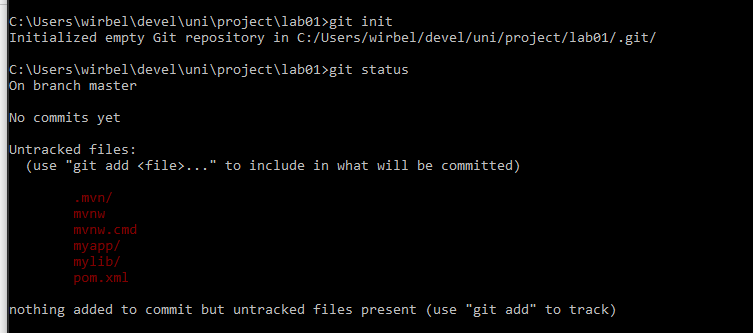 C:\Users\wirbel\devel\uni\project\lab01>git init
Initialized empty Git repository in C:/Users/wirbel/devel/uni/project/lab01/.git/
C:\Users\wirbel\devel\uni\project\lab01>git status
On branch master
No commits yet
Untracked files:
(use "git add <file>..." to include in what will be committed)
.mvn/
mvnw
mvnw.cmd
myapp/
mylib/
pom.xml
nothing added to commit but untracked files present (use "git add" to track)